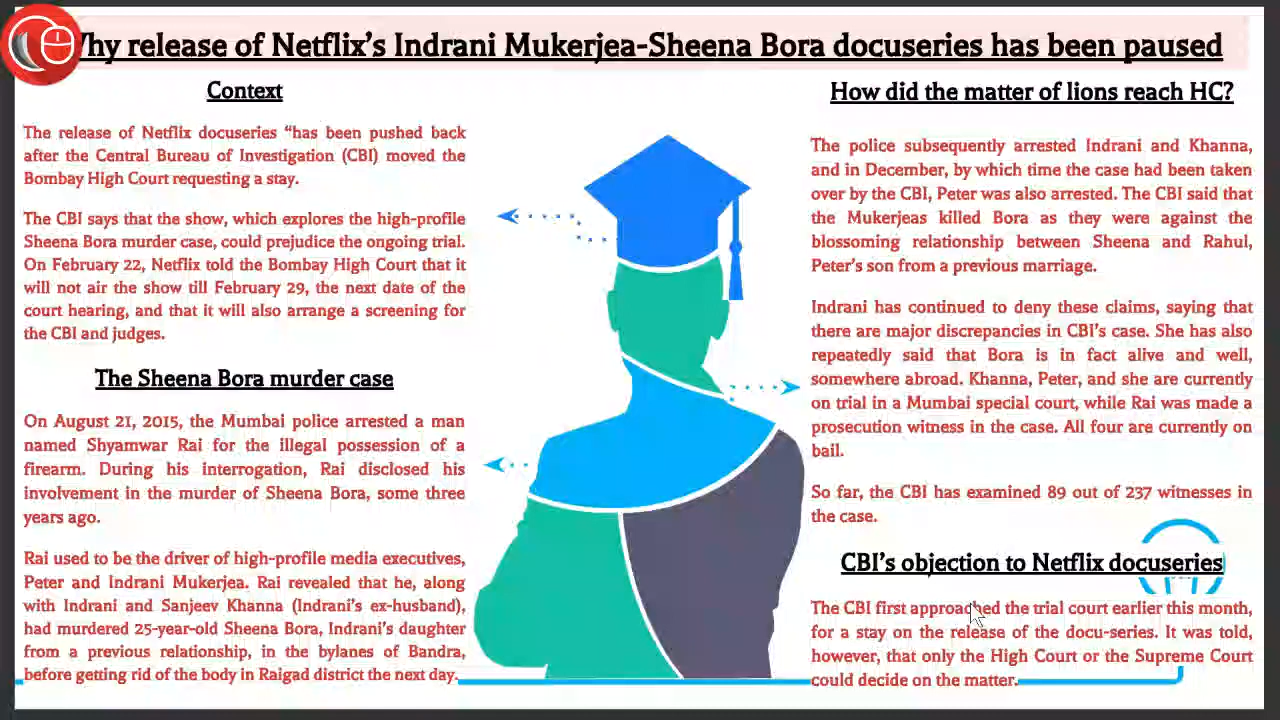 Why release of Netflix's Indrani Mukerjea-Sheena Bora docuseries has been paused
Context
The release of Netflix docuseries “has been pushed back
after the Central Bureau of Investigation (CBI) moved the
Bombay High Court requesting a stay.
The CBI says that the show, which explores the high-profile
Sheena Bora murder case, could prejudice the ongoing trial.
On February 22, Netflix told the Bombay High Court that it
will not air the show till February 29, the next date of the
court hearing, and that it will also arrange a screening for
the CBI and judges.
The Sheena Bora murder case
On August 21, 2015, the Mumbai police arrested a man
named Shyamwar Rai for the illegal possession of a
firearm. During his interrogation, Rai disclosed his
involvement in the murder of Sheena Bora, some three
years ago.
Rai used to be the driver of high-profile media executives,
Peter and Indrani Mukerjea. Rai revealed that he, along
with Indrani and Sanjeev Khanna (Indrani's ex-husband),
had murdered 25-year-old Sheena Bora, Indrani's daughter
from a previous relationship, in the bylanes of Bandra,
before getting rid of the body in Raigad district the next day.
How did the matter of lions reach HC?
The police subsequently arrested Indrani and Khanna,
and in December, by which time the case had been taken
over by the CBI, Peter was also arrested. The CBI said that
the Mukerjeas killed Bora as they were against the
blossoming relationship between Sheena and Rahul,
Peter's son from a previous marriage.
Indrani has continued to deny these claims, saying that
there are major discrepancies in CBI's case. She has also
repeatedly said that Bora is in fact alive and well,
somewhere abroad. Khanna, Peter, and she are currently
on trial in a Mumbai special court, while Rai was made a
prosecution witness in the case. All four are currently on
bail.
So far, the CBI has examined 89 out of 237 witnesses in
the case.
CBI's objection to Netflix docuseries
The CBI first approached the trial court earlier this month,
for a stay on the release of the docu-series. It was told,
however, that only the High Court or the Supreme Court
could decide on the matter.